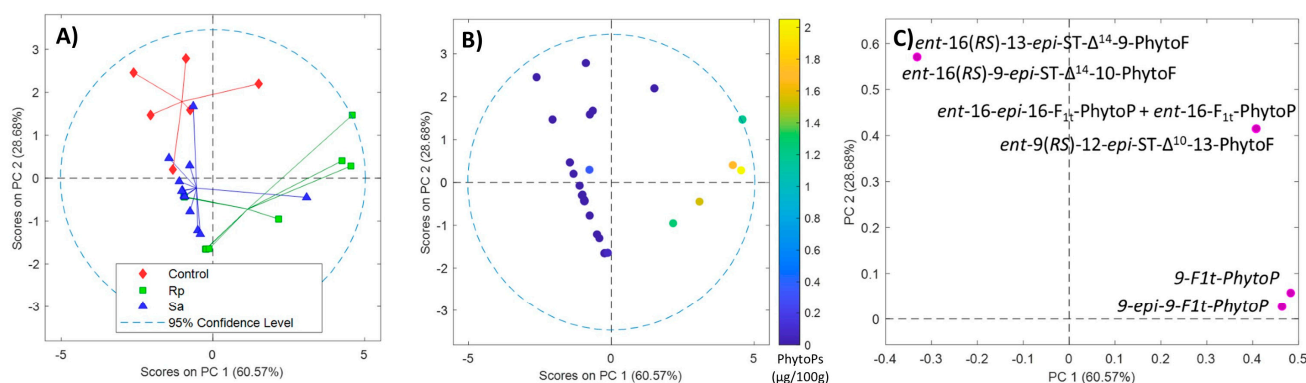 A)
3
2
1
0
-1
-2
-3
Scores on PC 2 (28.68%)
Control
Rp
Sa
95% Confidence Level
-5
0
5
Scores on PC 1 (60.57%)
B)
3
2
1
0
-1
-2
-3
Scores on PC 2 (28.68%)
-5
0
5
Scores on PC 1 (60.57%)
2
1.8
1.6
1.4
1.2
1
0.8
0.6
0.4
0.2
0
PhytoPs
(µg/100g)
C)
0.6
0.5
0.4
0.3
0.2
0.1
0
PC 2 (28.68%)
ent-16(RS)-13-epi-ST-Δ¹⁴-9-PhytoF
ent-16(RS)-9-epi-ST-Δ¹⁴-10-PhytoF
ent-16-epi-16-F₁ₜ-PhytoP + ent-16-F₁ₜ-PhytoP
ent-9(RS)-12-epi-ST-Δ¹⁰-13-PhytoF
9-F1t-PhytoP
9-epi-9-F1t-PhytoP
-0.4
-0.3
-0.2
-0.1
0
0.1
0.2
0.3
0.4
0.5
PC 1 (60.57%)